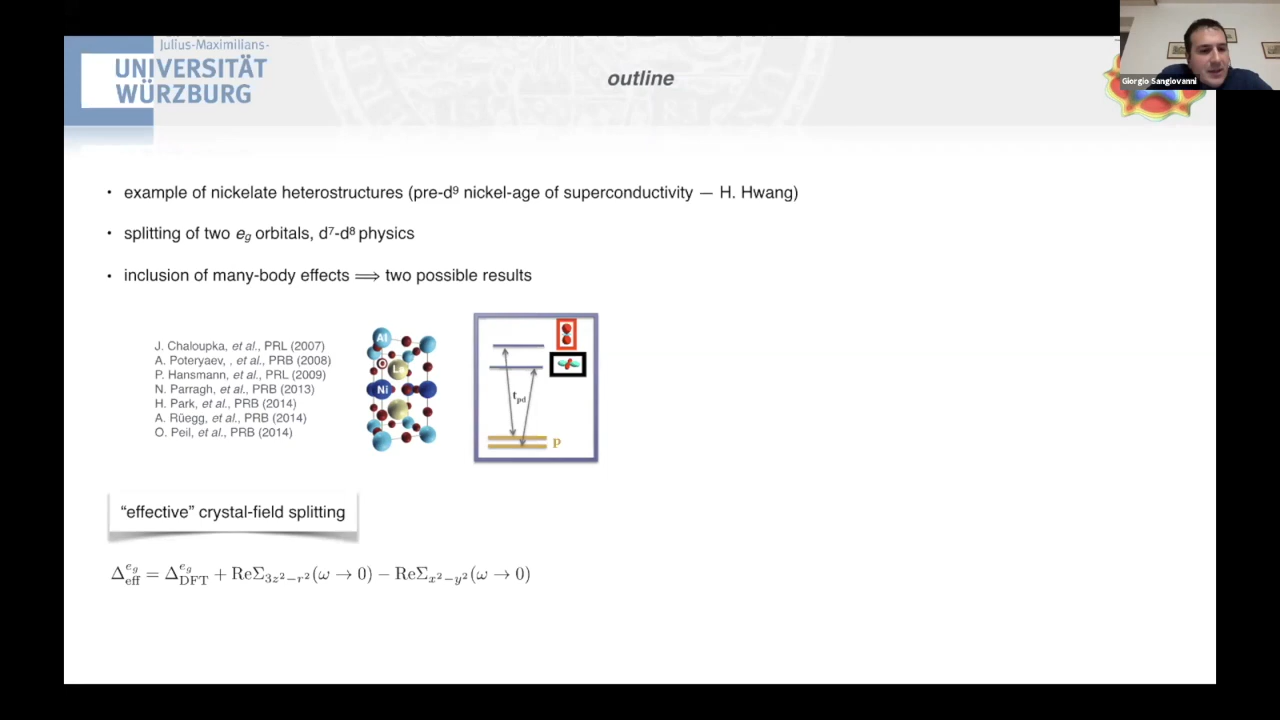 Julius-Maximilians-
UNIVERSITÄT
WÜRZBURG
outline
Giorgio Sangiovanni
• example of nickelate heterostructures (pre-d⁹ nickel-age of superconductivity — H. Hwang)
• splitting of two e_g orbitals, d⁷-d⁸ physics
• inclusion of many-body effects ⟹ two possible results
J. Chaloupka, et al., PRL (2007)
A. Poteryaev, , et al., PRB (2008)
P. Hansmann, et al., PRL (2009)
N. Parragh, et al., PRB (2013)
H. Park, et al., PRB (2014)
A. Rüegg, et al., PRB (2014)
O. Peil, et al., PRB (2014)
Al
O
La
Ni
t_pd
p
“effective” crystal-field splitting
Δ_eff^{e_g} = Δ_DFT^{e_g} + ReΣ_{3z²−r²}(ω → 0) − ReΣ_{x²−y²}(ω → 0)